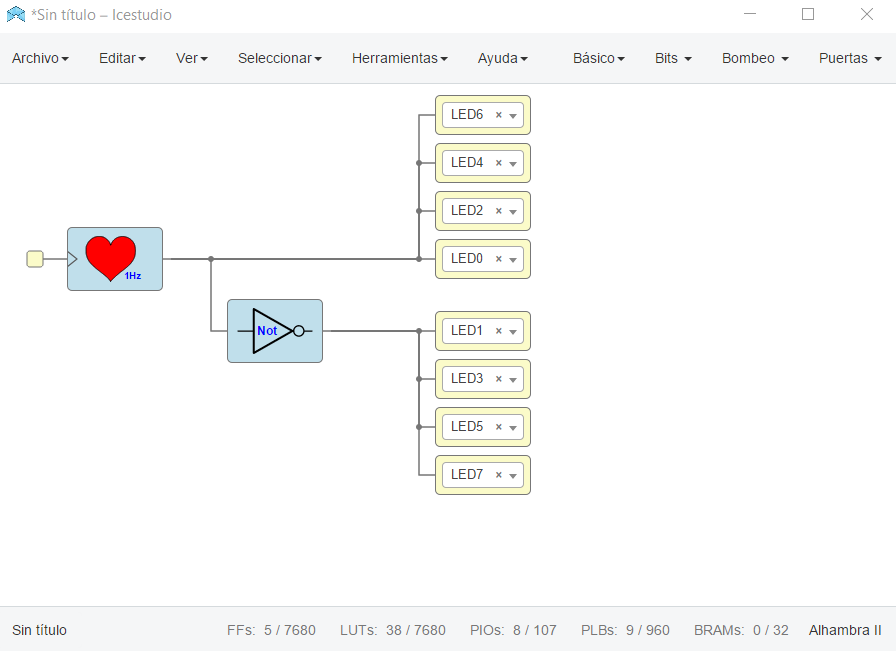 *Sin título – Icestudio
Archivo Editar Ver Seleccionar Herramientas Ayuda Básico Bits Bombeo Puertas
LED6 ×
LED4 ×
LED2 ×
LED0 ×
1Hz
Not
LED1 ×
LED3 ×
LED5 ×
LED7 ×
Sin título FFs: 5 / 7680 LUTs: 38 / 7680 PIOs: 8 / 107 PLBs: 9 / 960 BRAMs: 0 / 32 Alhambra II